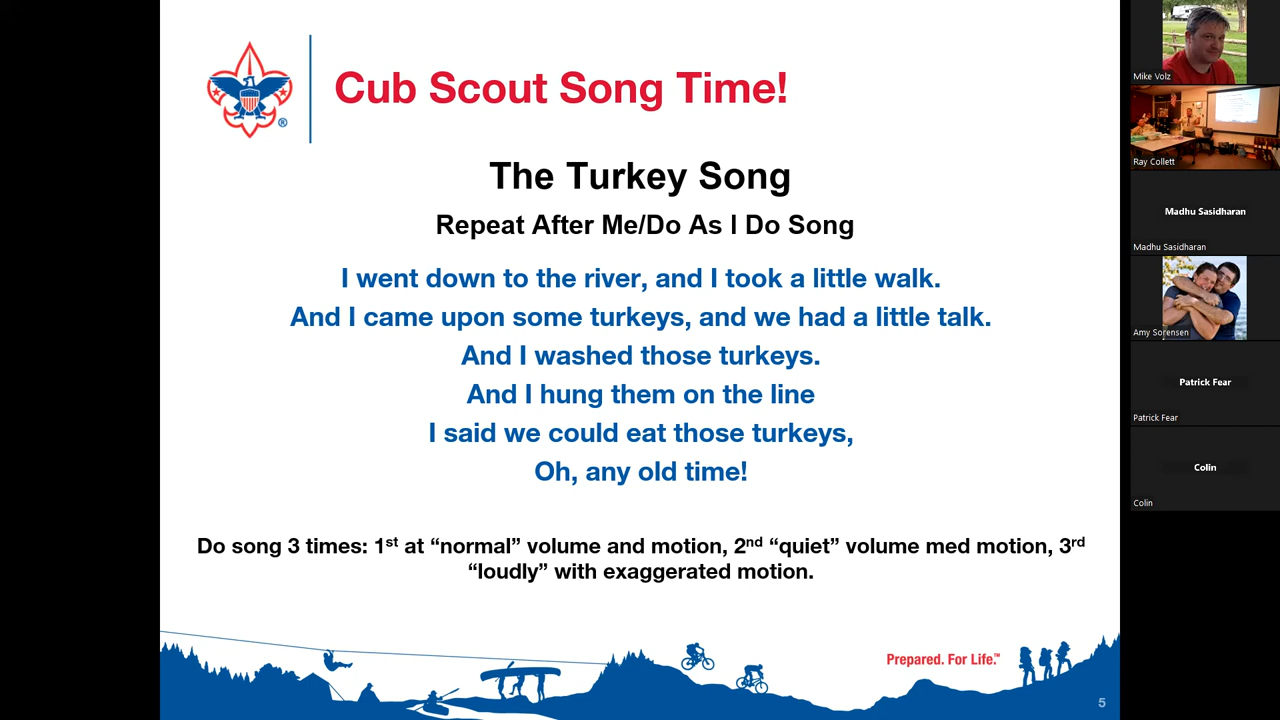 Cub Scout Song Time!
®
The Turkey Song
Repeat After Me/Do As I Do Song
I went down to the river, and I took a little walk.
And I came upon some turkeys, and we had a little talk.
And I washed those turkeys.
And I hung them on the line
I said we could eat those turkeys,
Oh, any old time!
Do song 3 times: 1st at “normal” volume and motion, 2nd “quiet” volume med motion, 3rd
“loudly” with exaggerated motion.
Prepared. For Life.™
5
Mike Volz
Ray Collett
Madhu Sasidharan
Madhu Sasidharan
Amy Sorensen
Patrick Fear
Patrick Fear
Colin
Colin